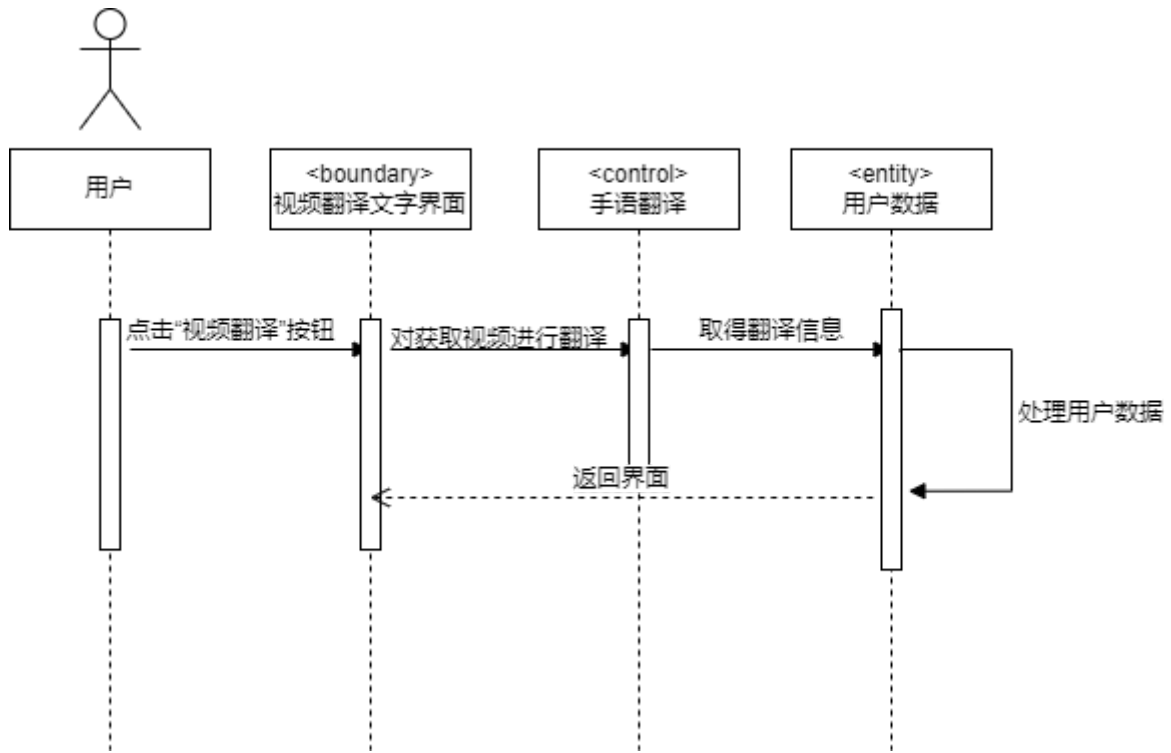 用户
<boundary>
视频翻译文字界面
<control>
手语翻译
<entity>
用户数据
点击“视频翻译”按钮
对获取视频进行翻译
取得翻译信息
处理用户数据
返回界面